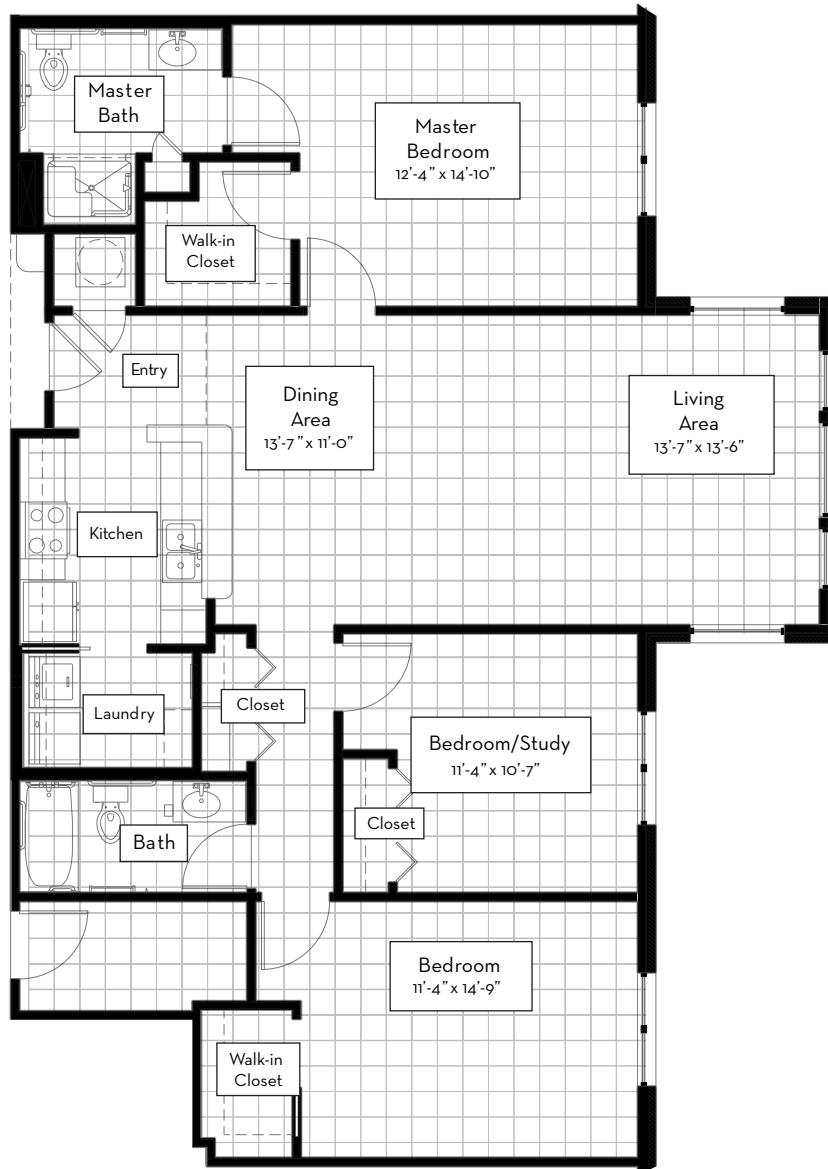 Master
Bath
Master
Bedroom
12'-4" x 14'-10"
Walk-in
Closet
Entry
Dining
Area
13'-7" x 11'-0"
Living
Area
13'-7" x 13'-6"
Kitchen
Laundry
Closet
Bedroom/Study
11'-4" x 10'-7"
Closet
Bath
Bedroom
11'-4" x 14'-9"
Walk-in
Closet